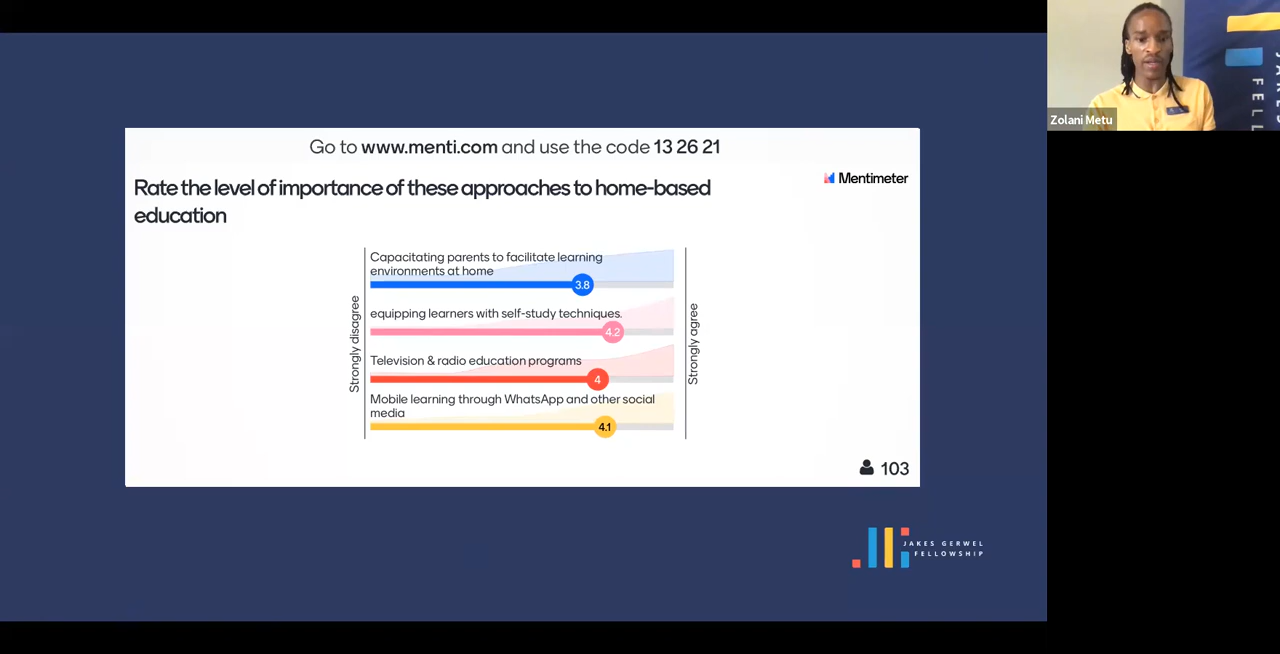 Go to www.menti.com and use the code 13 26 21
Mentimeter
Rate the level of importance of these approaches to home-based
education
Strongly disagree
Capacitating parents to facilitate learning
environments at home
3.8
equipping learners with self-study techniques.
4.2
Television & radio education programs
4
Mobile learning through WhatsApp and other social
media
4.1
Strongly agree
103
JAKES GERWEL
FELLOWSHIP
Zolani Metu